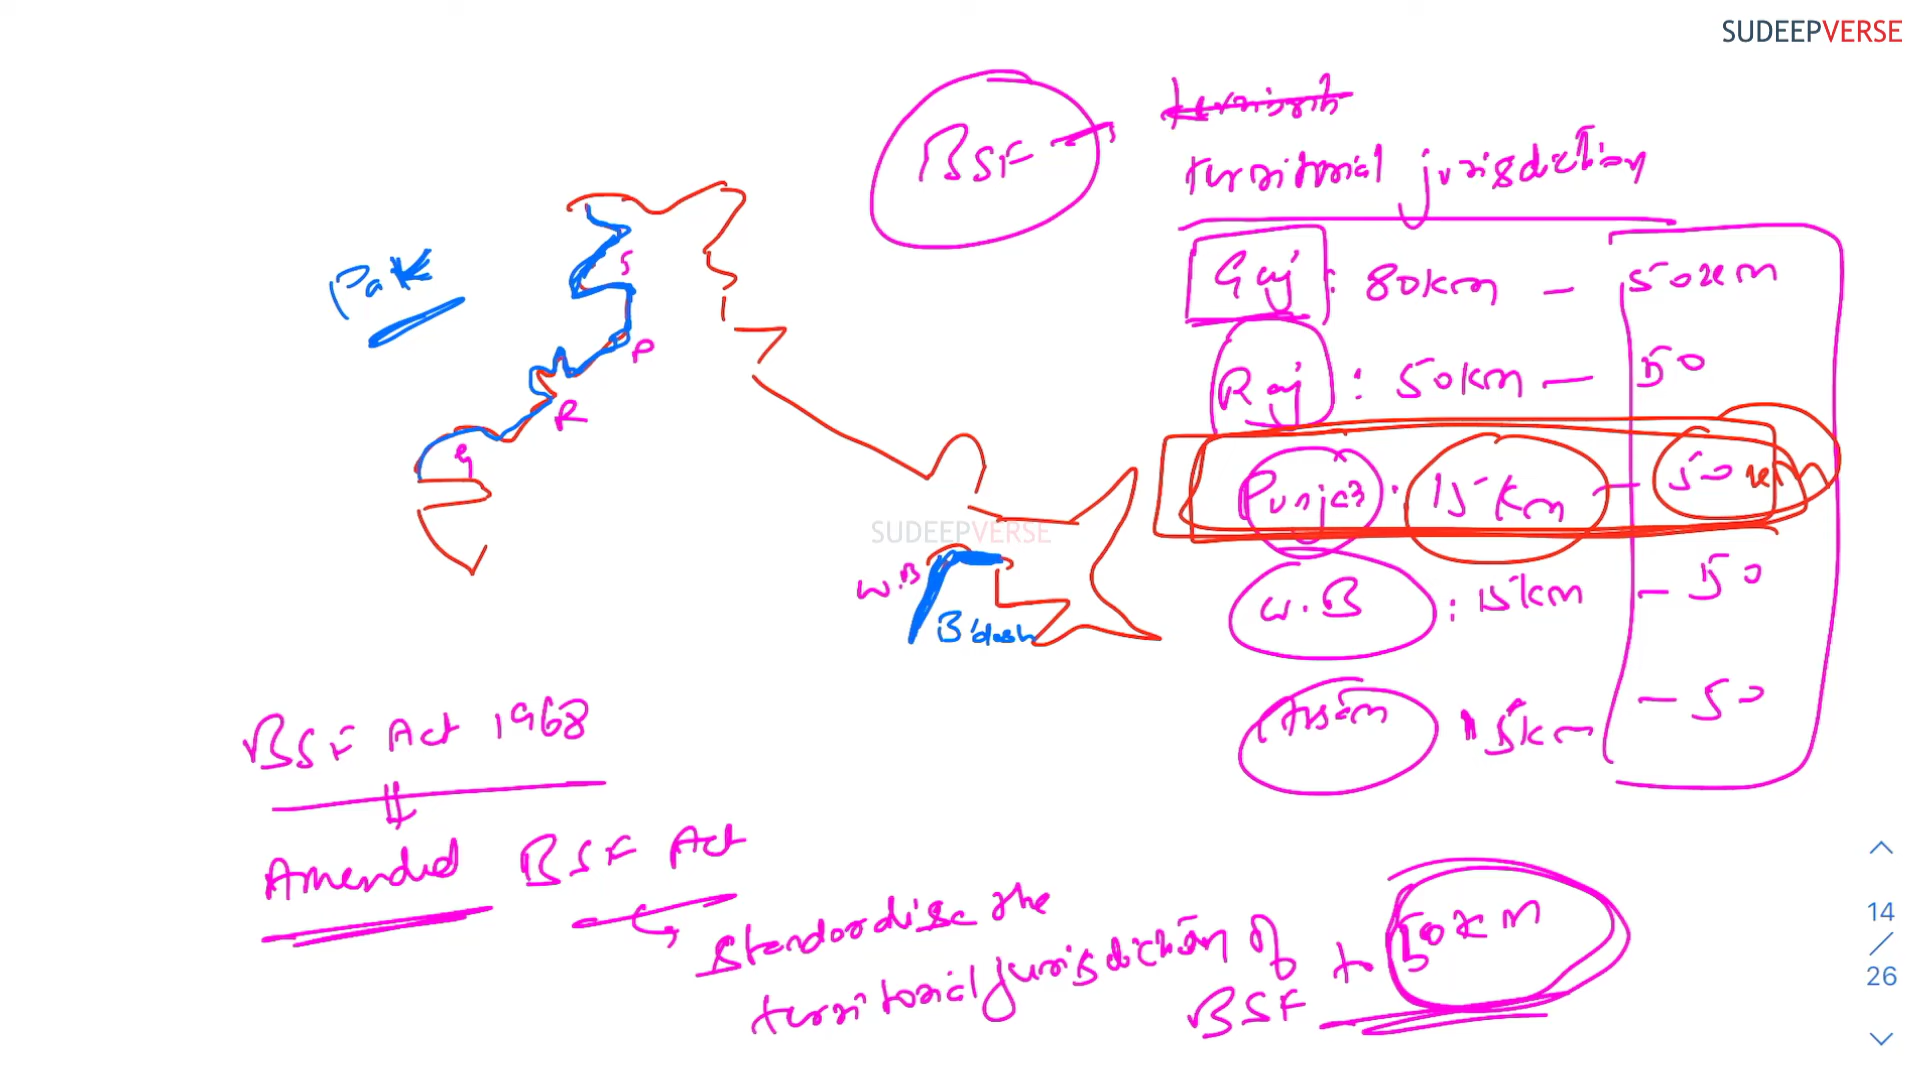 SUDEEPVERSE
BSF
territorial jurisdiction
Guj : 80km - 50km
Raj : 50km - 50
Punjab : 15km - 50km
W.B : 15km - 50
Assam 15km - 50
Pak
S
P
R
G
SUDEEPVERSE
W.B
B'desh
BSF Act 1968
Amended BSF Act
Standardise the
territorial jurisdiction of
BSF to 50km
14
/
26